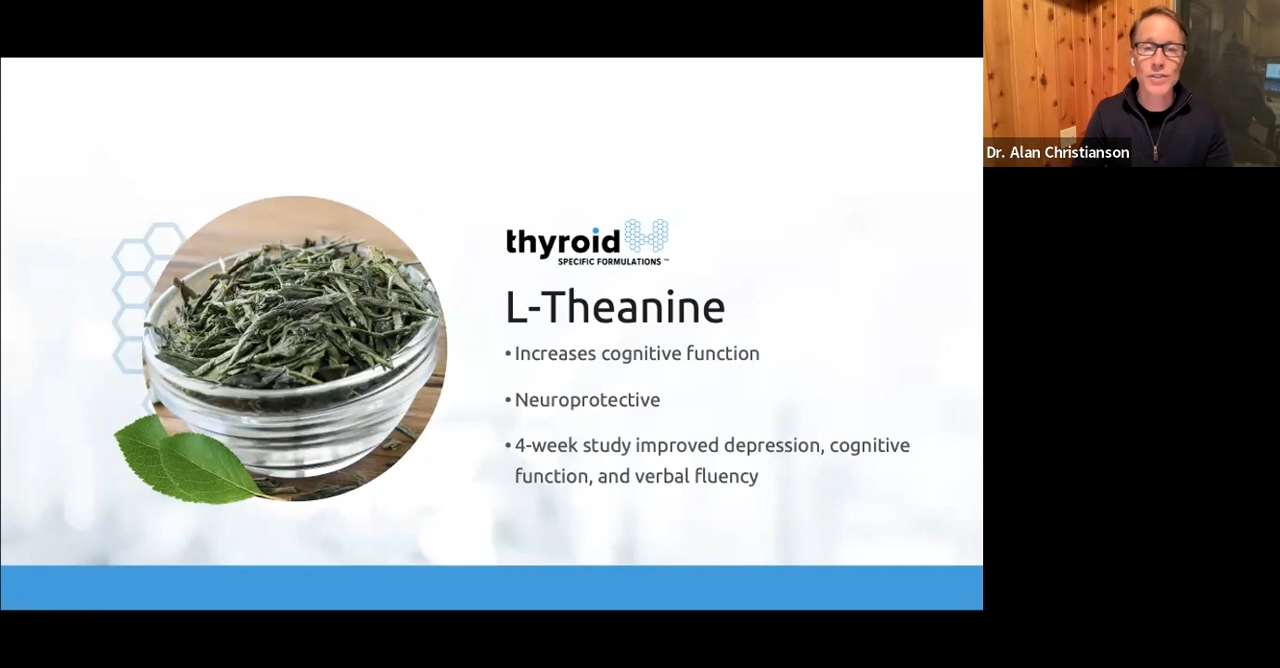 Dr. Alan Christianson
thyroid
SPECIFIC FORMULATIONS™
L-Theanine
• Increases cognitive function
• Neuroprotective
• 4-week study improved depression, cognitive
function, and verbal fluency